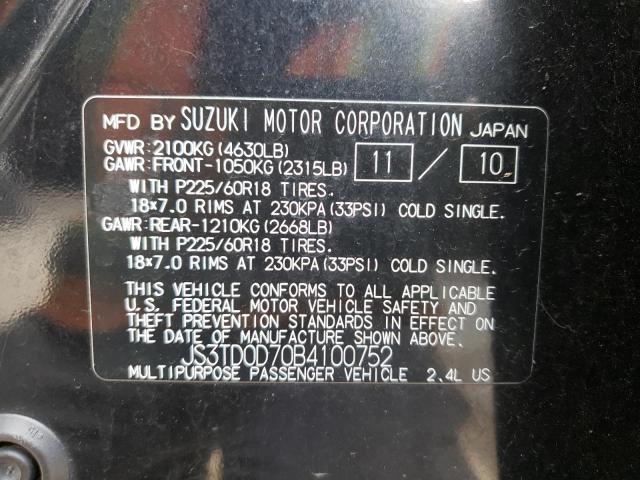 MFD BY SUZUKI MOTOR CORPORATION JAPAN
GVWR:2100KG(4630LB)
GAWR:FRONT-1050KG(2315LB) 11 / 10
WITH P225/60R18 TIRES.
18×7.0 RIMS AT 230KPA(33PSI) COLD SINGLE.
GAWR:REAR-1210KG(2668LB)
WITH P225/60R18 TIRES.
18×7.0 RIMS AT 230KPA(33PSI) COLD SINGLE.
THIS VEHICLE CONFORMS TO ALL APPLICABLE
U.S. FEDERAL MOTOR VEHICLE SAFETY AND
THEFT PREVENTION STANDARDS IN EFFECT ON
THE DATE OF MANUFACTURE SHOWN ABOVE.
JS3TD0D70B4100752
MULTIPURPOSE PASSENGER VEHICLE 2.4L US